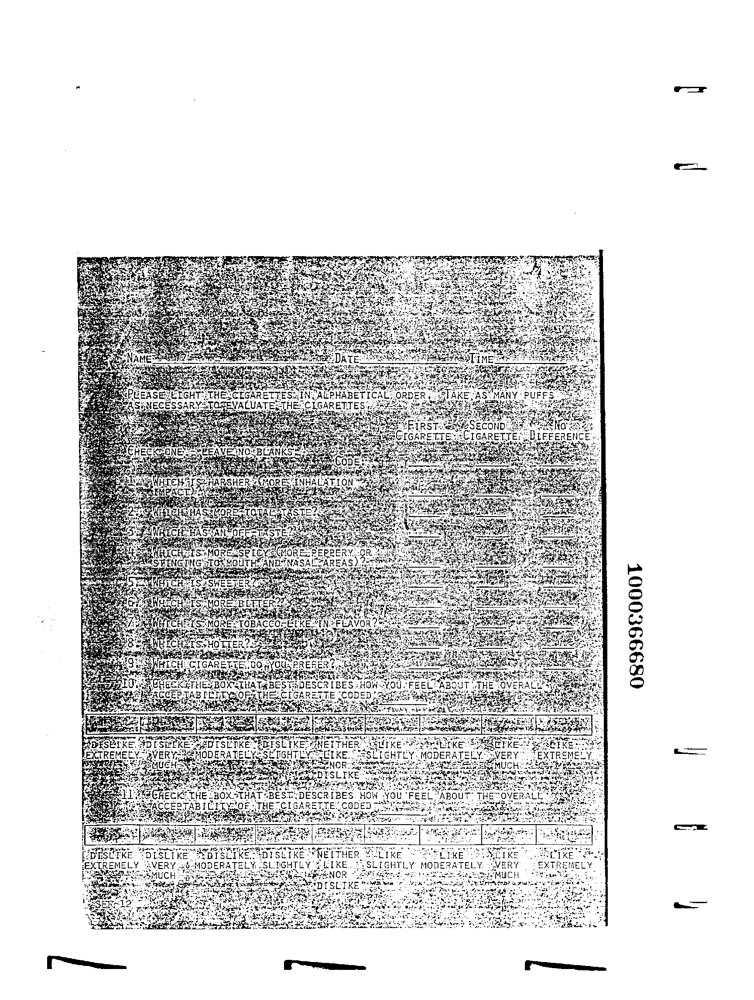 NAME DATE TIME
PLEASE LIGHT THE CIGARETTES IN ALPHABETICAL ORDER. TAKE AS MANY PUFFS
AS NECESSARY TO EVALUATE THE CIGARETTES.
FIRST SECOND NO
CIGARETTE CIGARETTE DIFFERENCE
CHECK ONE - LEAVE NO BLANKS
CODE:
1. WHICH IS HARSHER (MORE INHALATION
IMPACT)?
2. WHICH HAS MORE TOTAL TASTE?
3. WHICH HAS AN OFF-TASTE?
4. WHICH IS MORE SPICY (MORE PEPPERY OR
STINGING TO MOUTH AND NASAL AREAS)?
5. WHICH IS SWEETER?
6. WHICH IS MORE BITTER?
7. WHICH IS MORE TOBACCO-LIKE IN FLAVOR?
8. WHICH IS HOTTER?
9. WHICH CIGARETTE DO YOU PREFER?
10. CHECK THE BOX THAT BEST DESCRIBES HOW YOU FEEL ABOUT THE OVERALL
ACCEPTABILITY OF THE CIGARETTE CODED
DISLIKE DISLIKE DISLIKE DISLIKE NEITHER LIKE LIKE LIKE LIKE
EXTREMELY VERY MODERATELY SLIGHTLY LIKE SLIGHTLY MODERATELY VERY EXTREMELY
MUCH NOR MUCH
DISLIKE
11. CHECK THE BOX THAT BEST DESCRIBES HOW YOU FEEL ABOUT THE OVERALL
ACCEPTABILITY OF THE CIGARETTE CODED
DISLIKE DISLIKE DISLIKE DISLIKE NEITHER LIKE LIKE LIKE LIKE
EXTREMELY VERY MODERATELY SLIGHTLY LIKE SLIGHTLY MODERATELY VERY EXTREMELY
MUCH NOR MUCH
DISLIKE
1000366680